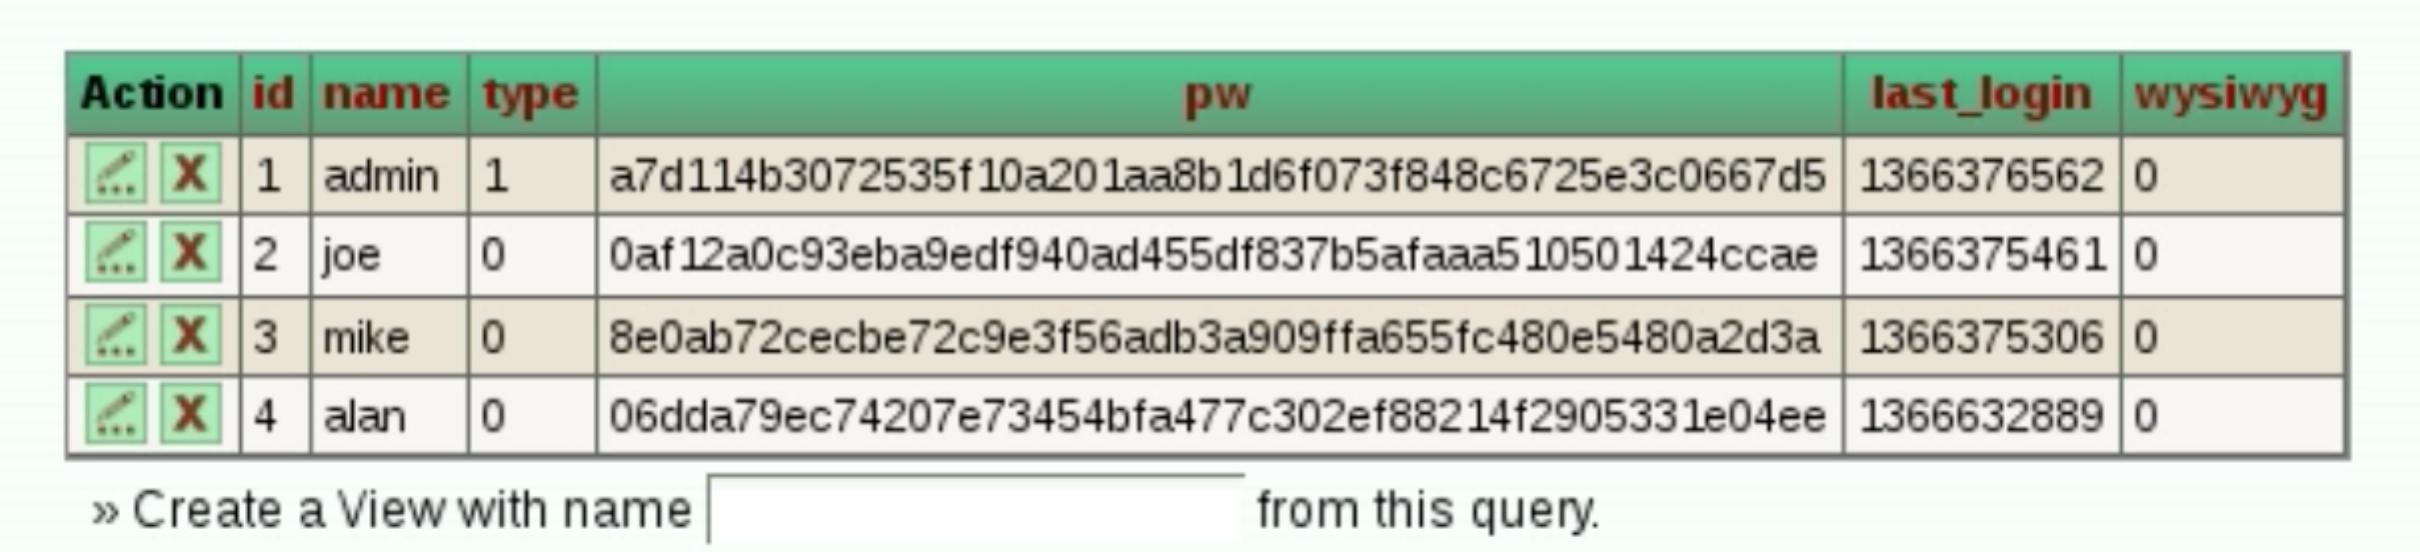 Action id name type pw last_login wysiwyg
X 1 admin 1 a7d114b3072535f10a201aa8b1d6f073f848c6725e3c0667d5 1366376562 0
X 2 joe 0 0af12a0c93eba9edf940ad455df837b5afaaa510501424ccae 1366375461 0
X 3 mike 0 8e0ab72cecbe72c9e3f56adb3a909ffa655fc480e5480a2d3a 1366375306 0
X 4 alan 0 06dda79ec74207e73454bfa477c302ef88214f2905331e04ee 1366632889 0
» Create a View with name from this query.